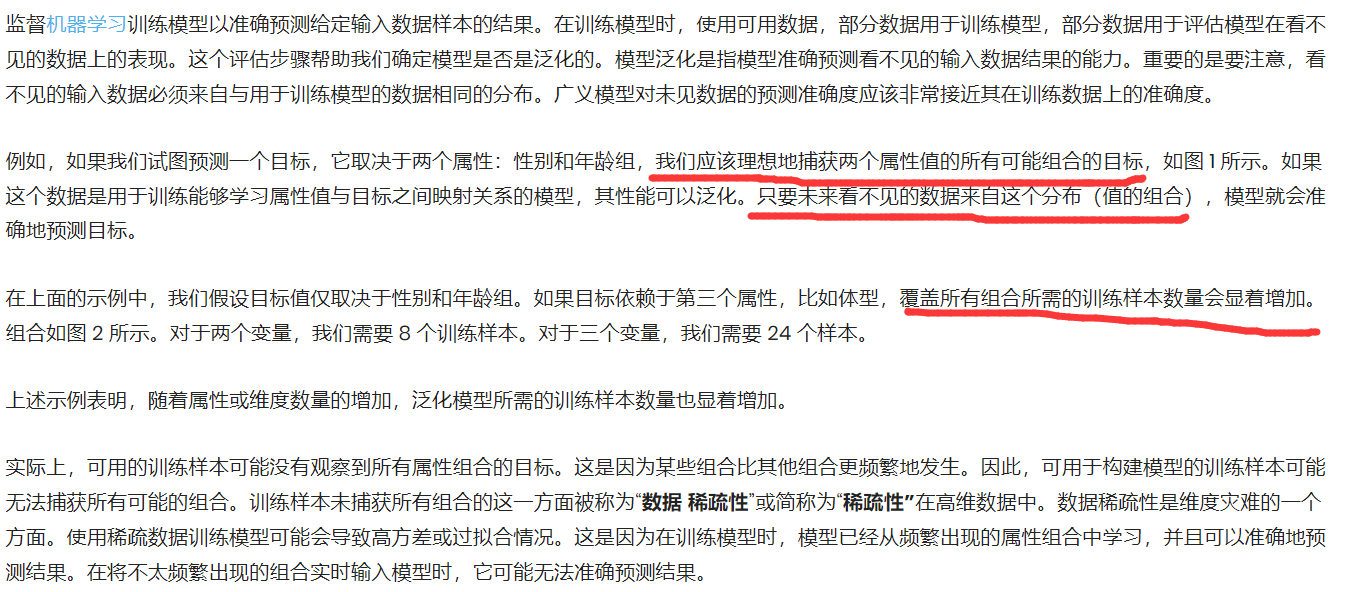 监督机器学习训练模型以准确预测给定输入数据样本的结果。在训练模型时，使用可用数据，部分数据用于训练模型，部分数据用于评估模型在看不
见的数据上的表现。这个评估步骤帮助我们确定模型是否是泛化的。模型泛化是指模型准确预测看不见的输入数据结果的能力。重要的是要注意，看
不见的输入数据必须来自与用于训练模型的数据相同的分布。广义模型对未见数据的预测准确度应该非常接近其在训练数据上的准确度。
例如，如果我们试图预测一个目标，它取决于两个属性：性别和年龄组，我们应该理想地捕获两个属性值的所有可能组合的目标，如图1所示。如果
这个数据是用于训练能够学习属性值与目标之间映射关系的模型，其性能可以泛化。只要未来看不见的数据来自这个分布（值的组合），模型就会准
确地预测目标。
在上面的示例中，我们假设目标值仅取决于性别和年龄组。如果目标依赖于第三个属性，比如体型，覆盖所有组合所需的训练样本数量会显着增加。
组合如图 2 所示。对于两个变量，我们需要 8 个训练样本。对于三个变量，我们需要 24 个样本。
上述示例表明，随着属性或维度数量的增加，泛化模型所需的训练样本数量也显着增加。
实际上，可用的训练样本可能没有观察到所有属性组合的目标。这是因为某些组合比其他组合更频繁地发生。因此，可用于构建模型的训练样本可能
无法捕获所有可能的组合。训练样本未捕获所有组合的这一方面被称为“数据 稀疏性”或简称为“稀疏性”在高维数据中。数据稀疏性是维度灾难的一个
方面。使用稀疏数据训练模型可能会导致高方差或过拟合情况。这是因为在训练模型时，模型已经从频繁出现的属性组合中学习，并且可以准确地预
测结果。在将不太频繁出现的组合实时输入模型时，它可能无法准确预测结果。